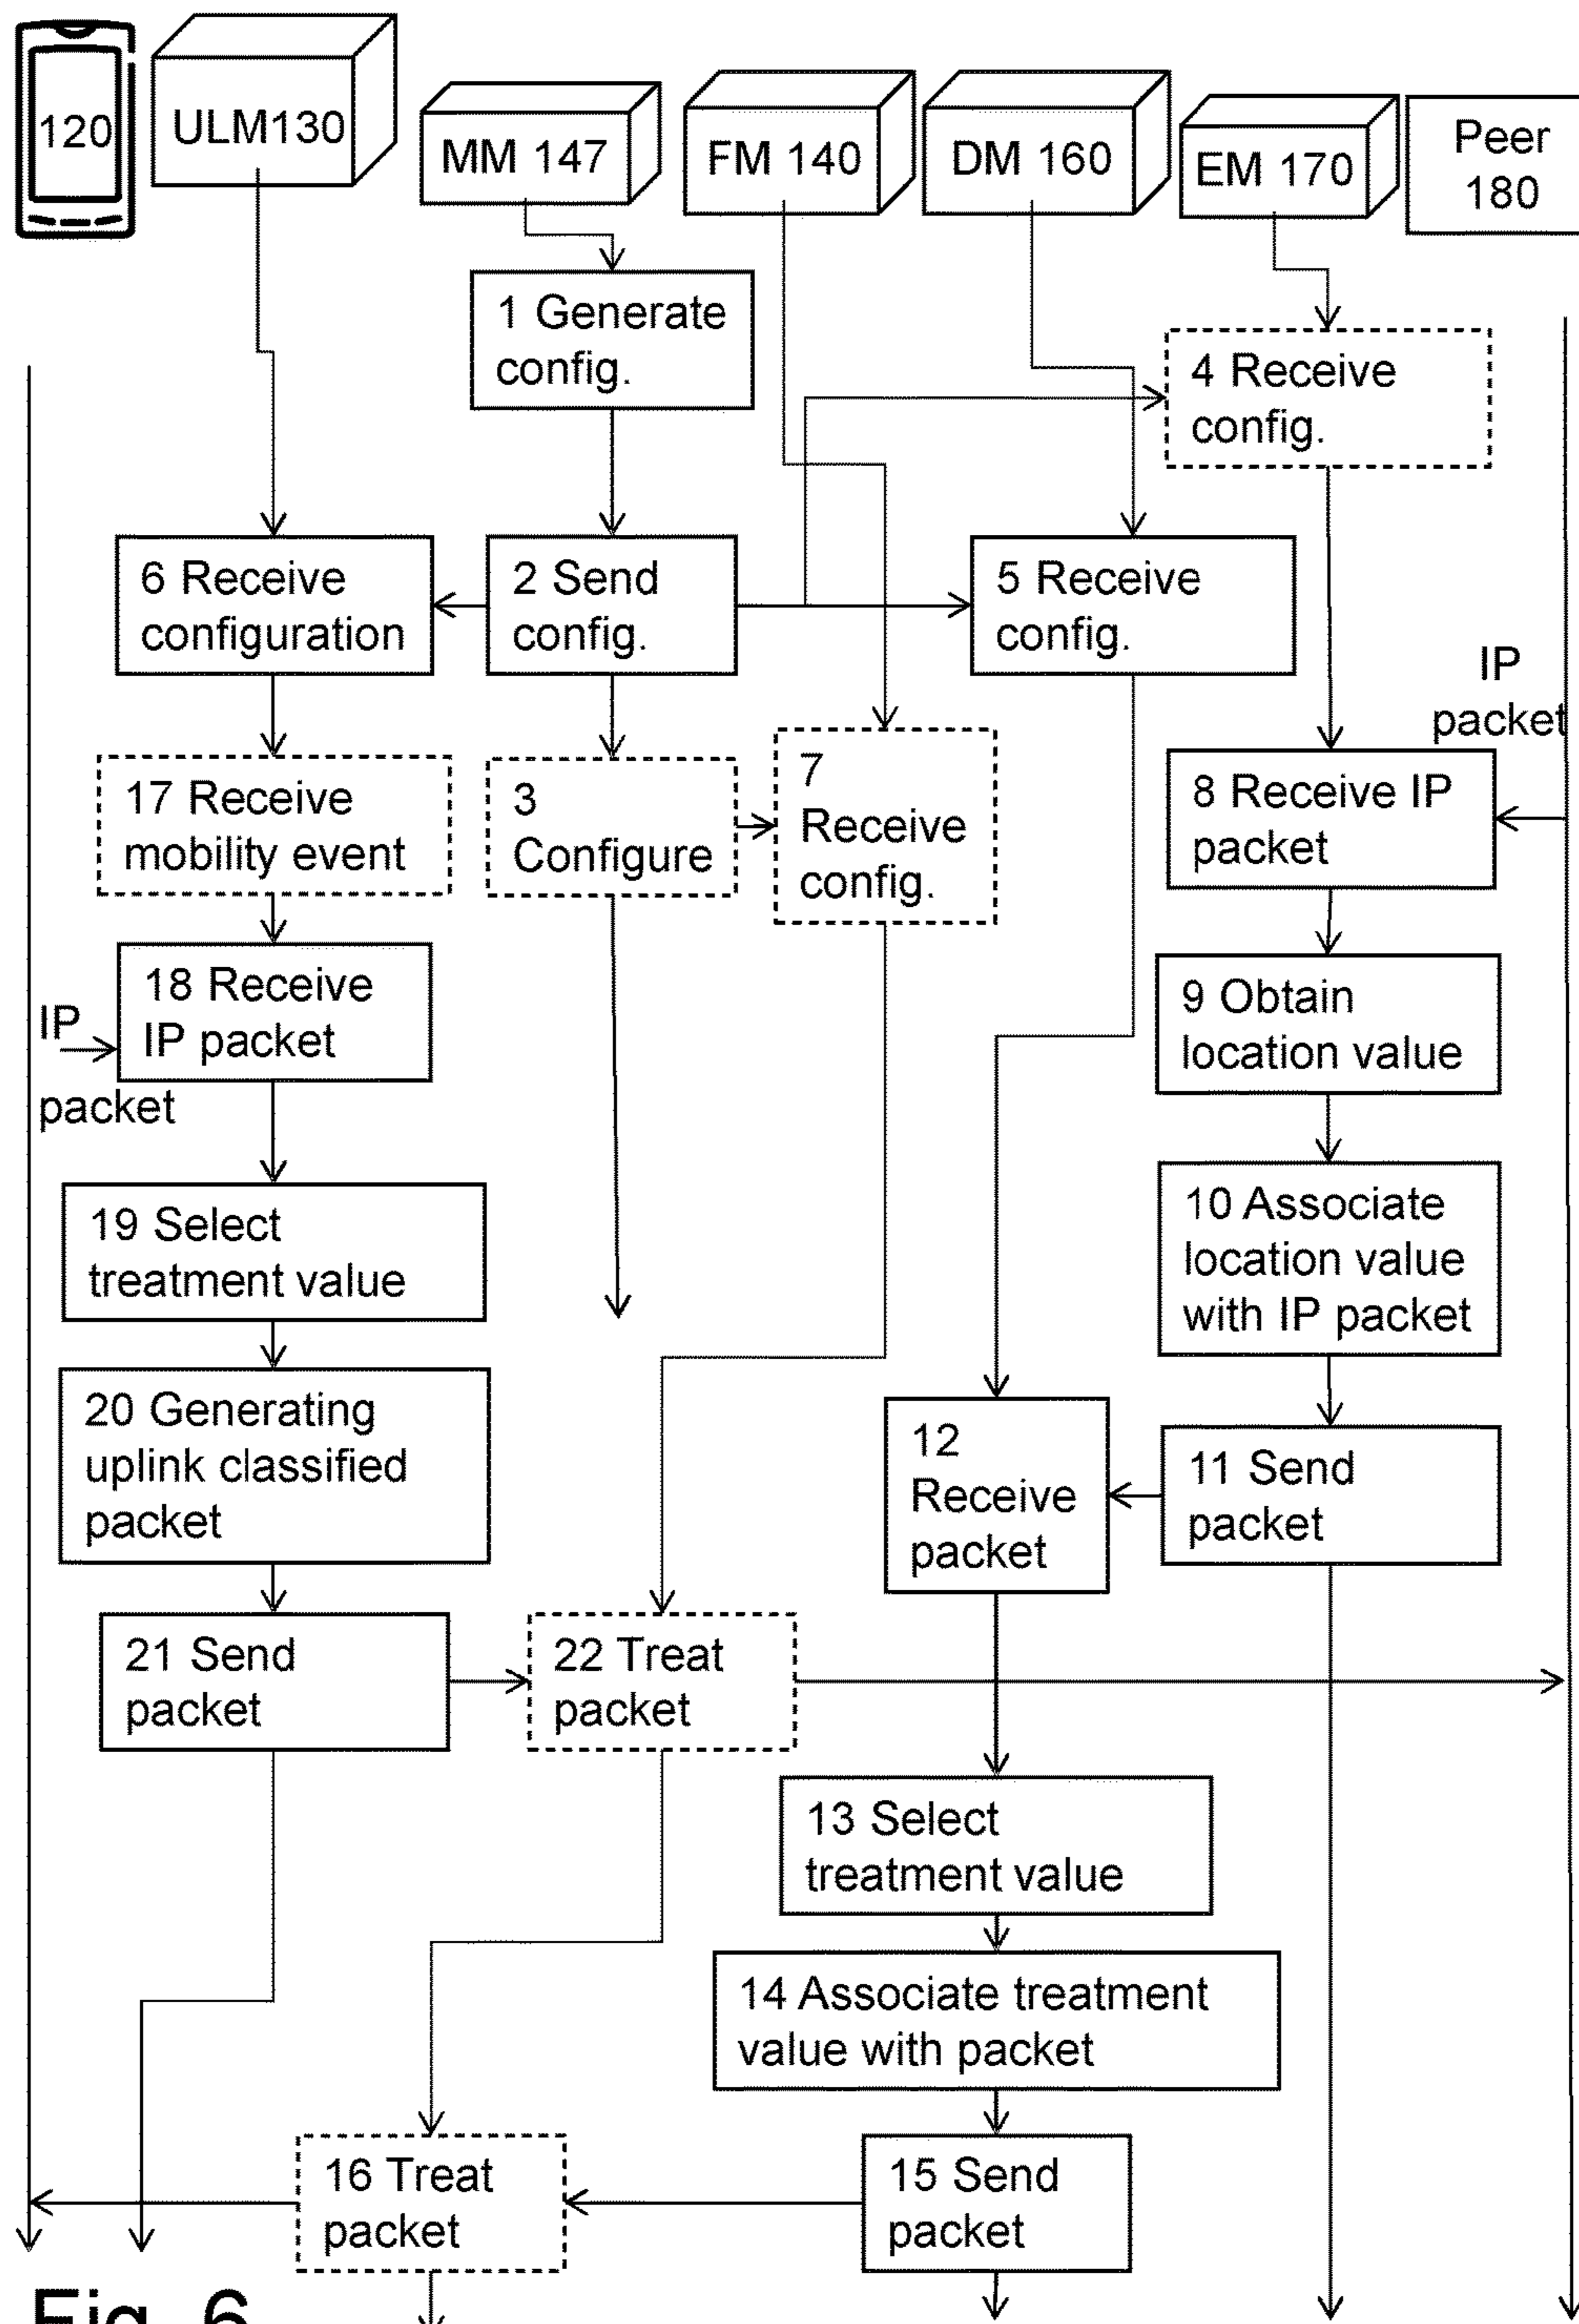 120
ULM130
MM 147
FM 140
DM 160
EM 170
Peer
180
1 Generate
config.
4 Receive
config.
6 Receive
configuration
2 Send
config.
5 Receive
config.
IP
packet
17 Receive
mobility event
3
Configure
7
Receive
config.
8 Receive IP
packet
18 Receive
IP packet
IP
packet
9 Obtain
location value
19 Select
treatment value
10 Associate
location value
with IP packet
20 Generating
uplink classified
packet
12
Receive
packet
11 Send
packet
21 Send
packet
22 Treat
packet
13 Select
treatment value
14 Associate treatment
value with packet
16 Treat
packet
15 Send
packet
Fig. 6